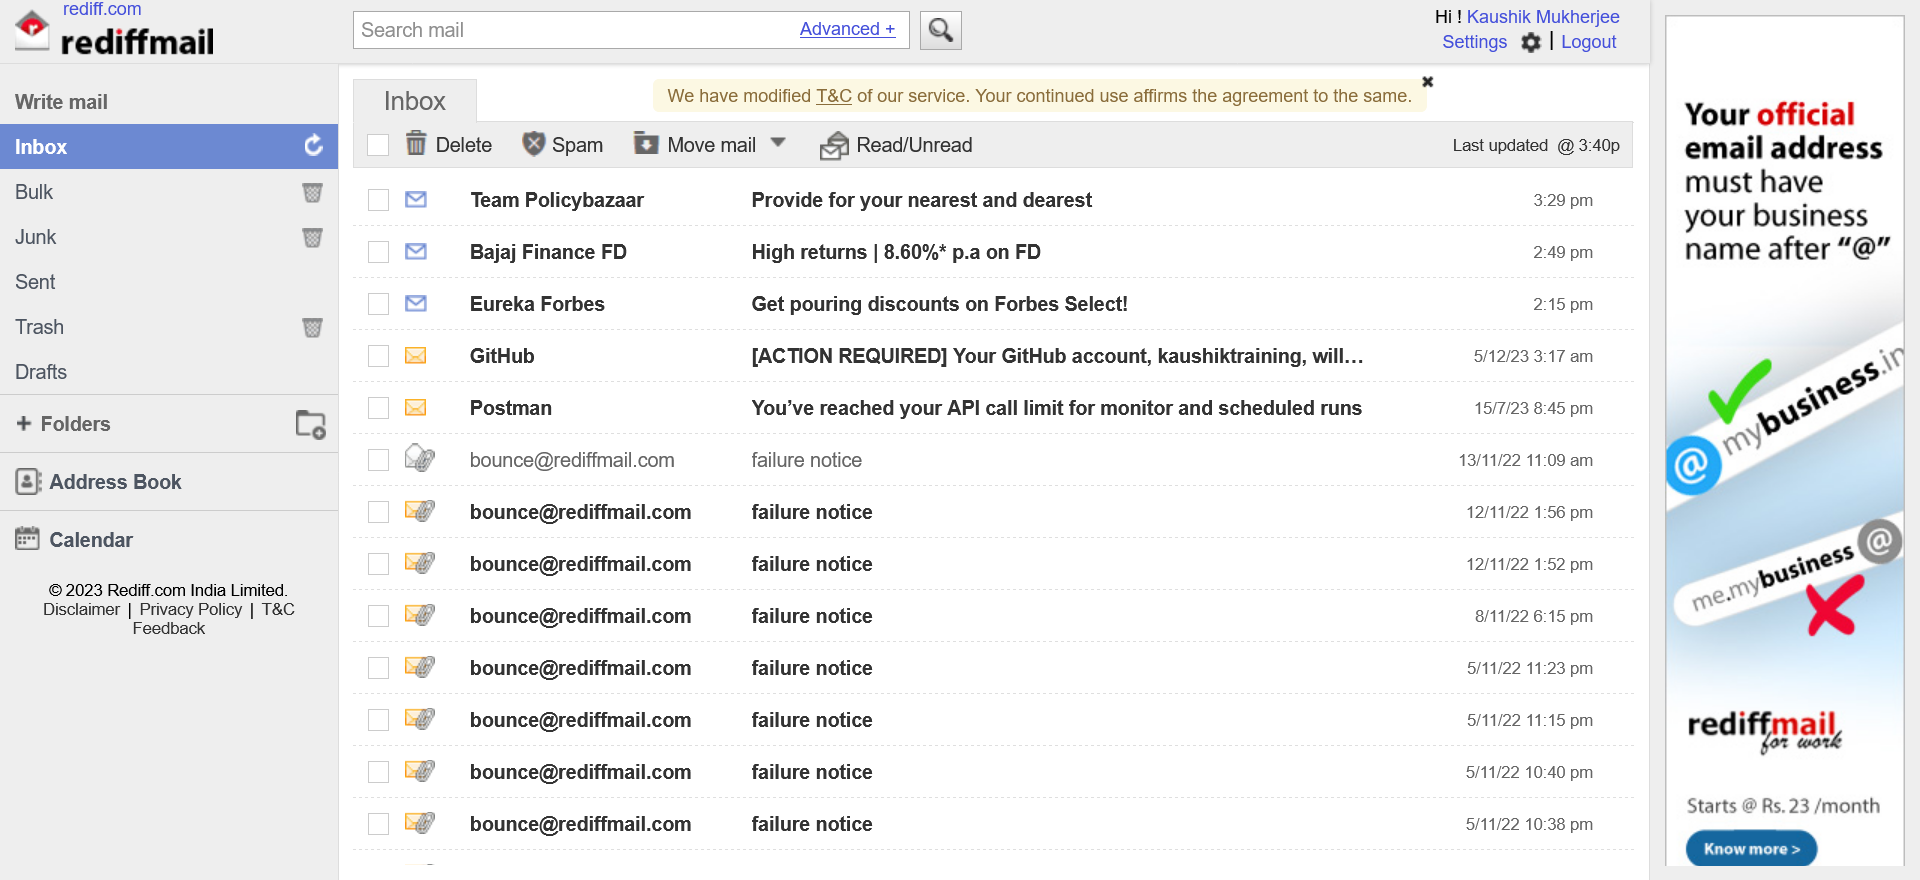 rediff.com
rediffmail
Search mail
Advanced +
Hi ! Kaushik Mukherjee
Settings | Logout
Write mail
Inbox
Bulk
Junk
Sent
Trash
Drafts
+ Folders
Address Book
Calendar
© 2023 Rediff.com India Limited.
Disclaimer | Privacy Policy | T&C
Feedback
Inbox
We have modified T&C of our service. Your continued use affirms the agreement to the same.
Delete Spam Move mail Read/Unread Last updated @ 3:40p
Team Policybazaar Provide for your nearest and dearest 3:29 pm
Bajaj Finance FD High returns | 8.60%* p.a on FD 2:49 pm
Eureka Forbes Get pouring discounts on Forbes Select! 2:15 pm
GitHub [ACTION REQUIRED] Your GitHub account, kaushiktraining, will… 5/12/23 3:17 am
Postman You’ve reached your API call limit for monitor and scheduled runs 15/7/23 8:45 pm
bounce@rediffmail.com failure notice 13/11/22 11:09 am
bounce@rediffmail.com failure notice 12/11/22 1:56 pm
bounce@rediffmail.com failure notice 12/11/22 1:52 pm
bounce@rediffmail.com failure notice 8/11/22 6:15 pm
bounce@rediffmail.com failure notice 5/11/22 11:23 pm
bounce@rediffmail.com failure notice 5/11/22 11:15 pm
bounce@rediffmail.com failure notice 5/11/22 10:40 pm
bounce@rediffmail.com failure notice 5/11/22 10:38 pm
Your official
email address
must have
your business
name after “@”
@ mybusiness.in
me.mybusiness @
rediffmail
for work
Starts @ Rs. 23 /month
Know more >